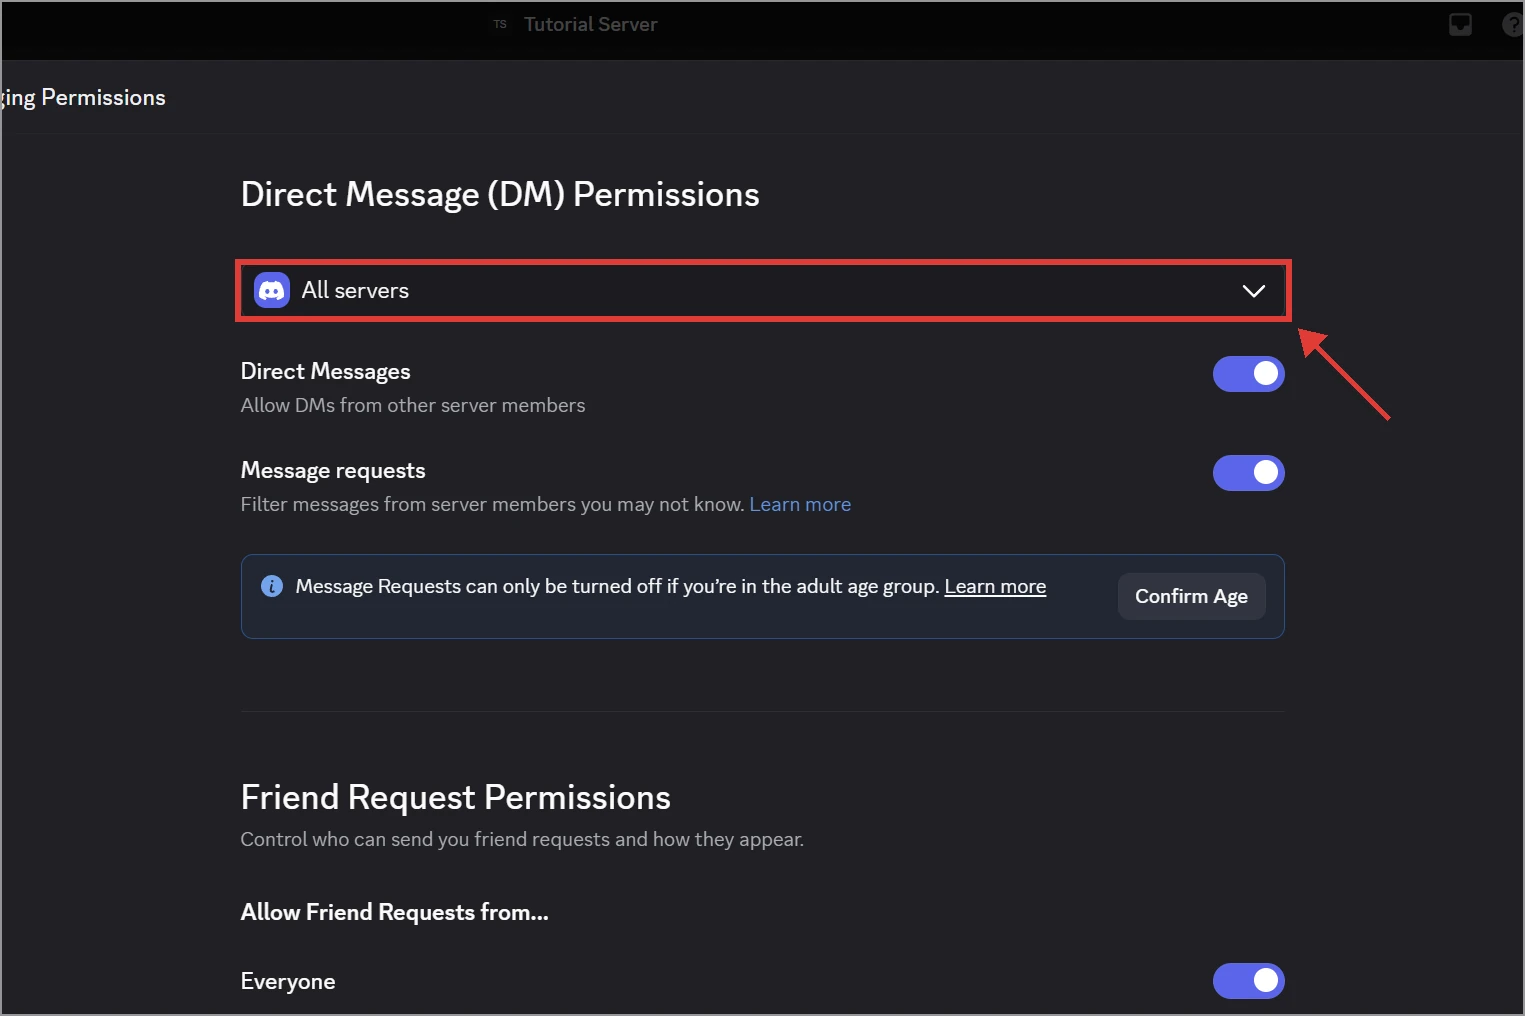 TS Tutorial Server
?
ging Permissions
Direct Message (DM) Permissions
All servers
Direct Messages
Allow DMs from other server members
Message requests
Filter messages from server members you may not know. Learn more
i Message Requests can only be turned off if you’re in the adult age group. Learn more
Confirm Age
Friend Request Permissions
Control who can send you friend requests and how they appear.
Allow Friend Requests from...
Everyone